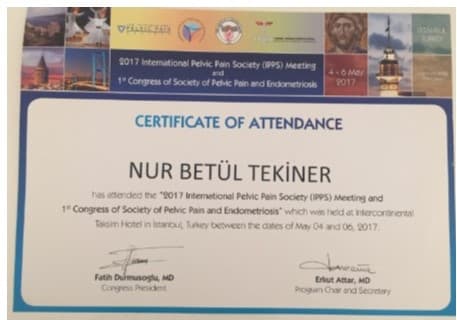 2017 International Pelvic Pain Society (IPPS) Meeting
and
1st Congress of Society of Pelvic Pain and Endometriosis
4 - 6 May
2017
CERTIFICATE OF ATTENDANCE
NUR BETÜL TEKİNER
has attended the "2017 International Pelvic Pain Society (IPPS) Meeting and
1st Congress of Society of Pelvic Pain and Endometriosis" which was held at Intercontinental
Taksim Hotel in Istanbul, Turkey between the dates of May 04 and 06, 2017.
Fatih Durmusoglu, MD
Congress President
Erkut Attar, MD
Program Chair and Secretary